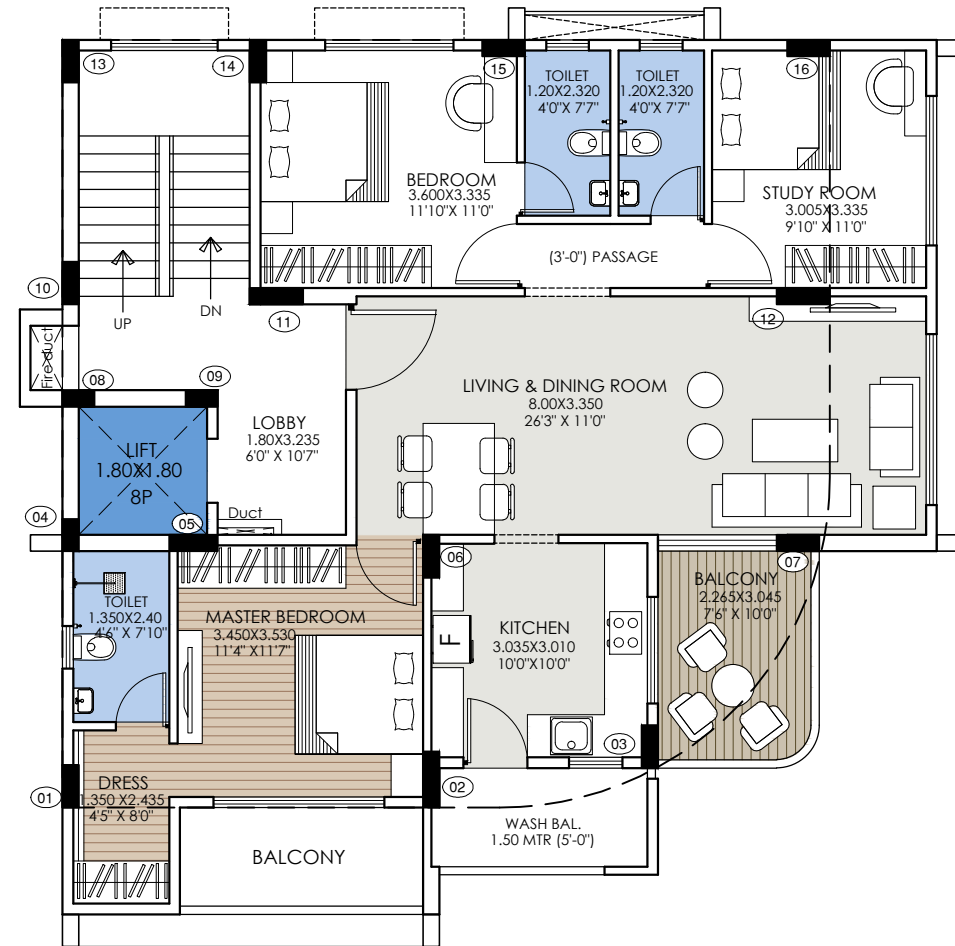 13
14
15
TOILET
1.20X2.320
4'0"X 7'7"
TOILET
1.20X2.320
4'0"X 7'7"
16
BEDROOM
3.600X3.335
11'10"X 11'0"
STUDY ROOM
3.005X3.335
9'10" X 11'0"
(3'-0") PASSAGE
10
UP
DN
11
12
Fire duct
08
09
LIVING & DINING ROOM
8.00X3.350
26'3" X 11'0"
LOBBY
1.80X3.235
6'0" X 10'7"
LIFT
1.80X1.80
8P
04
05
Duct
06
07
TOILET
1.350X2.40
4'6" X 7'10"
MASTER BEDROOM
3.450X3.530
11'4" X11'7"
KITCHEN
3.035X3.010
10'0"X10'0"
F
BALCONY
2.265X3.045
7'6" X 10'0"
03
01
DRESS
1.350 X2.435
4'5" X 8'0"
02
WASH BAL.
1.50 MTR (5'-0")
BALCONY